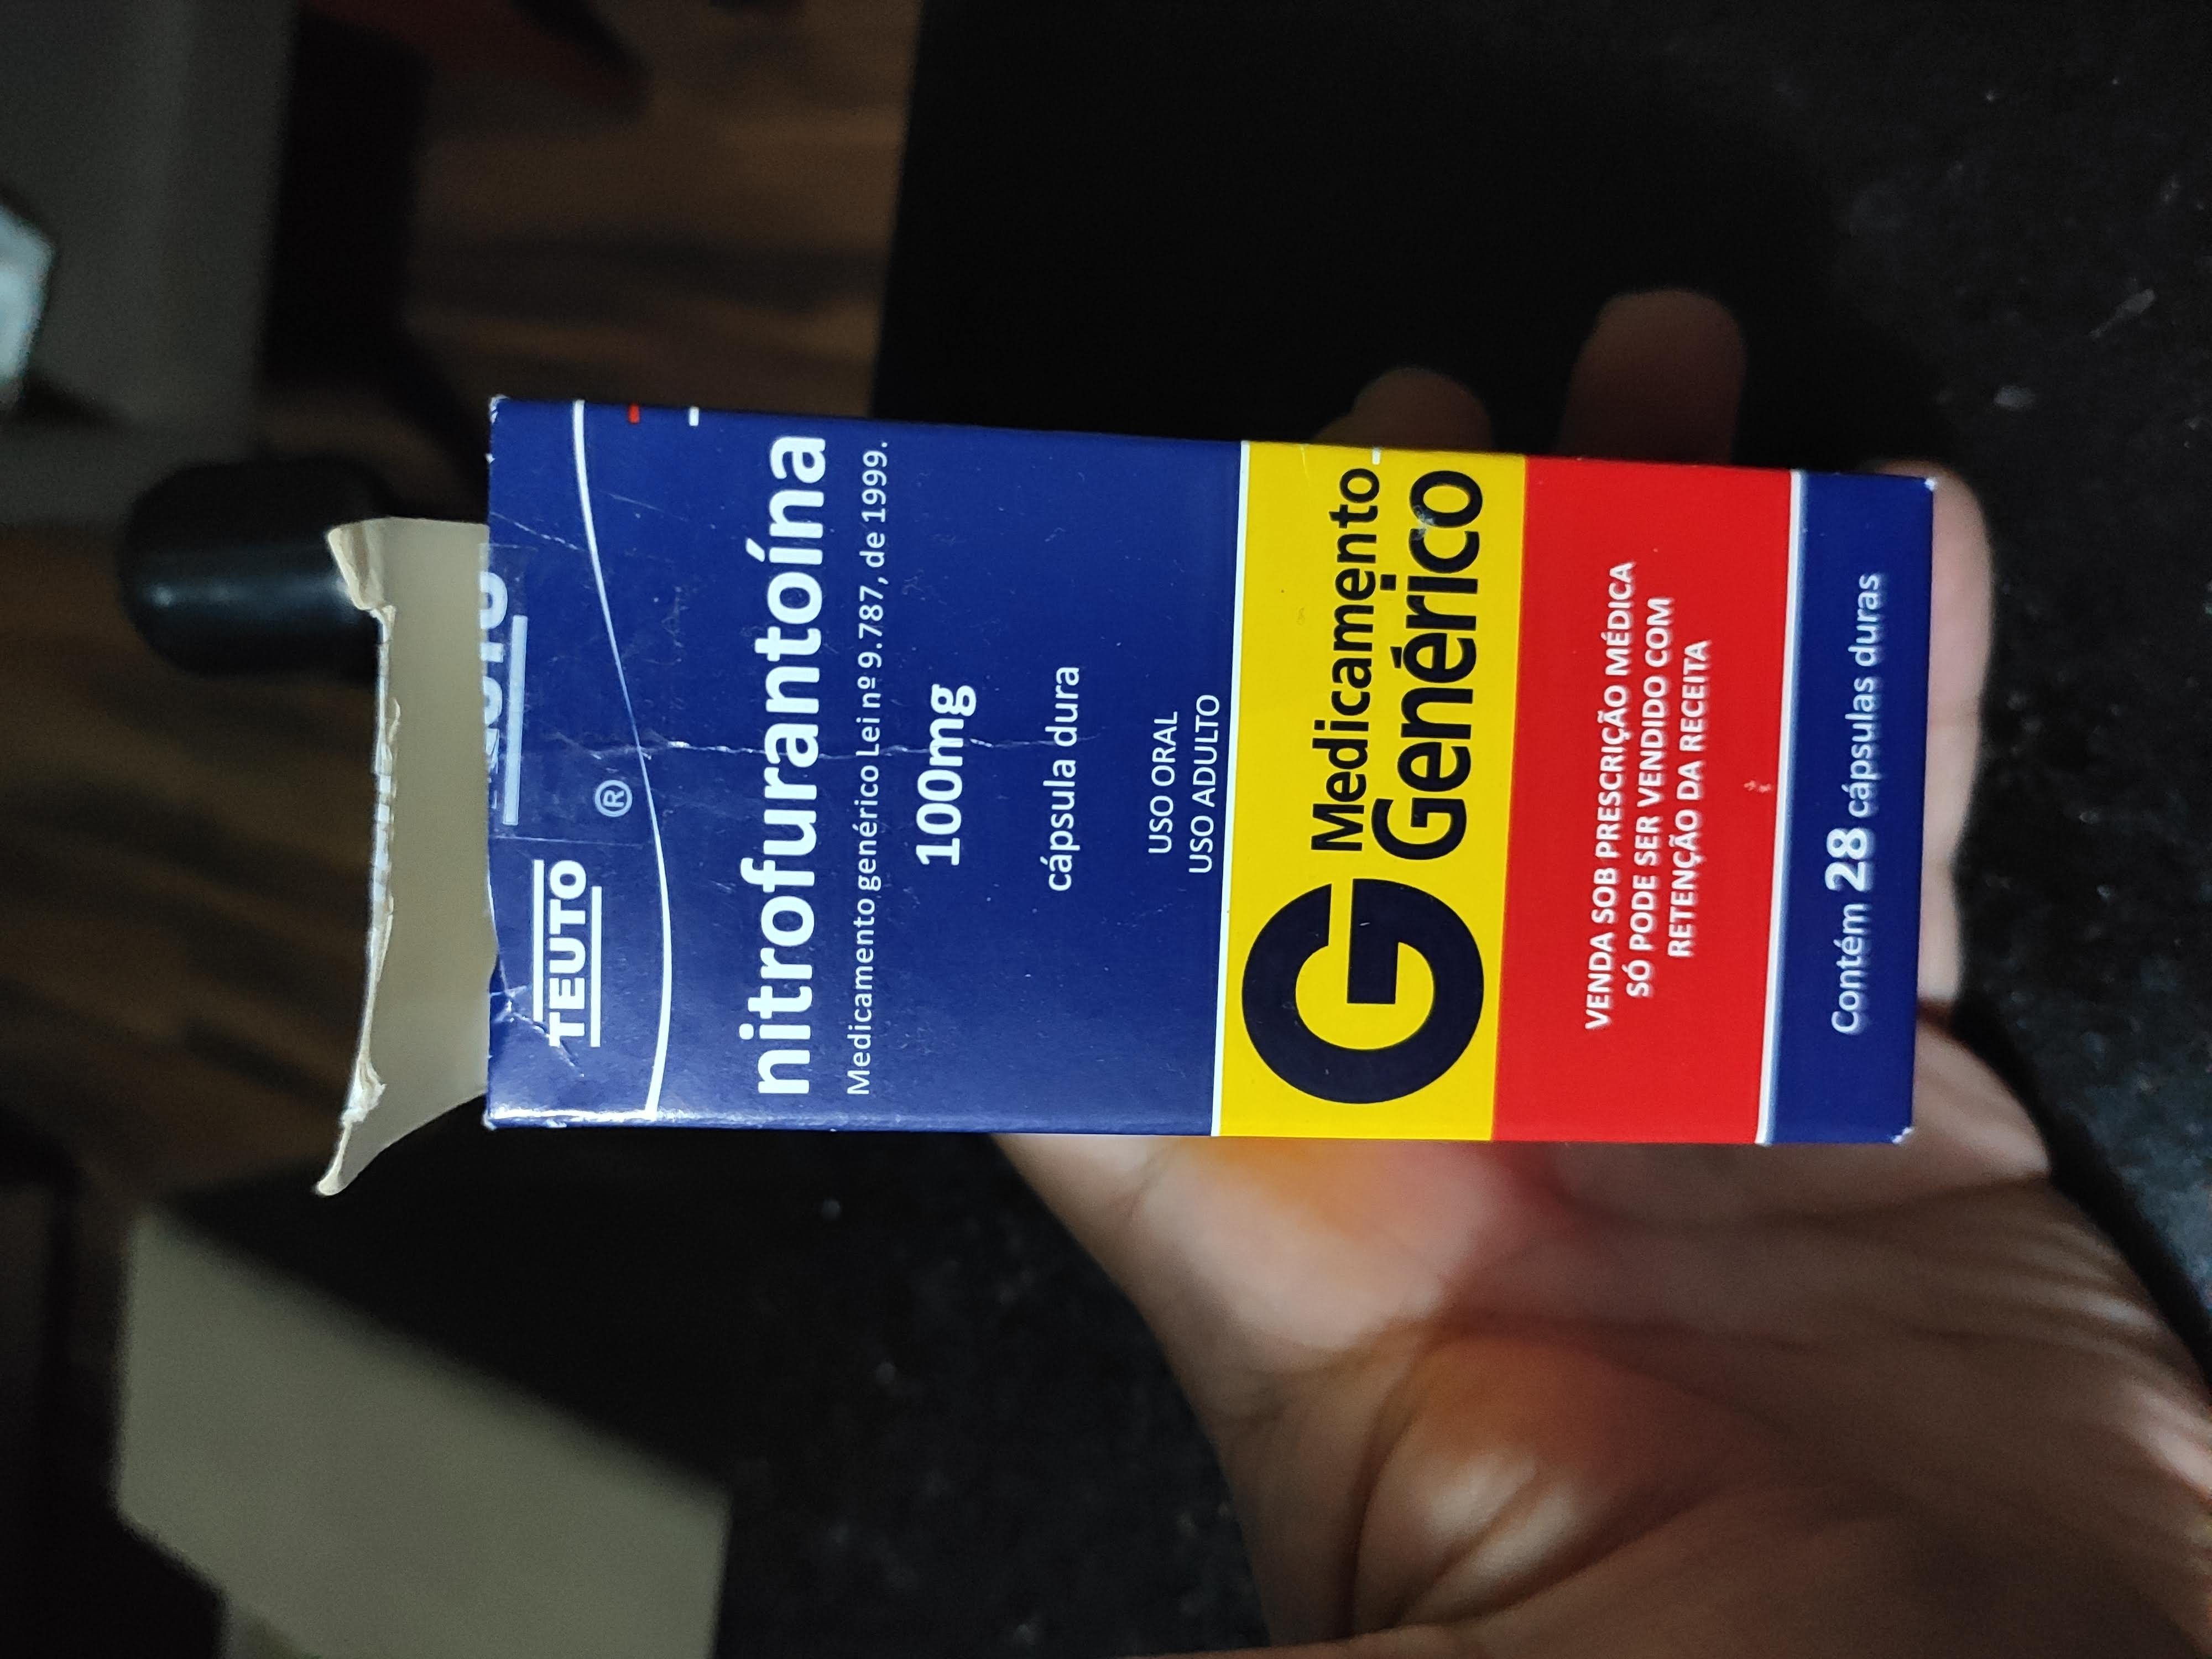 TEUTO
TEUTO
®
nitrofurantoína
Medicamento genérico Lei nº 9.787, de 1999.
100mg
cápsula dura
USO ORAL
USO ADULTO
G Medicamento
Genérico
VENDA SOB PRESCRIÇÃO MÉDICA
SÓ PODE SER VENDIDO COM
RETENÇÃO DA RECEITA
Contém 28 cápsulas duras